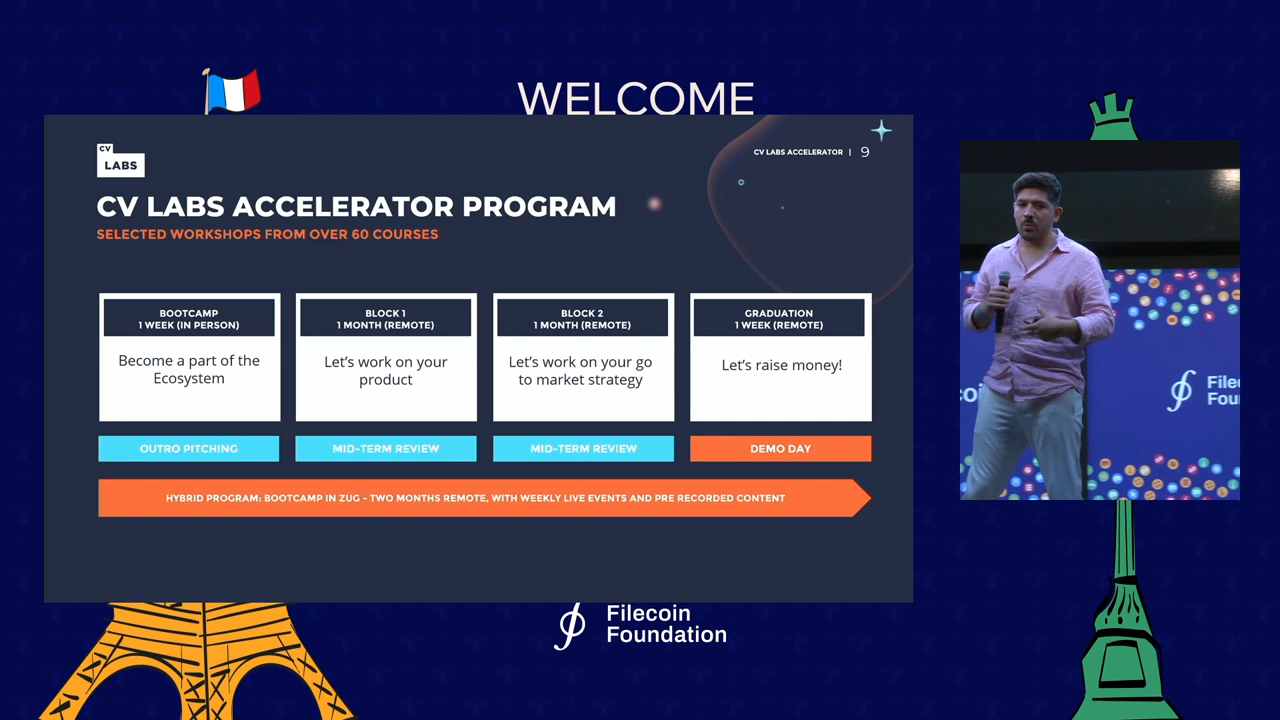 WELCOME
CV
LABS
CV LABS ACCELERATOR | 9
CV LABS ACCELERATOR PROGRAM
SELECTED WORKSHOPS FROM OVER 60 COURSES
BOOTCAMP
1 WEEK (IN PERSON)
Become a part of the
Ecosystem
OUTRO PITCHING
BLOCK 1
1 MONTH (REMOTE)
Let's work on your
product
MID-TERM REVIEW
BLOCK 2
1 MONTH (REMOTE)
Let's work on your go
to market strategy
MID-TERM REVIEW
GRADUATION
1 WEEK (REMOTE)
Let's raise money!
DEMO DAY
HYBRID PROGRAM: BOOTCAMP IN ZUG - TWO MONTHS REMOTE, WITH WEEKLY LIVE EVENTS AND PRE RECORDED CONTENT
Filecoin
Foundation